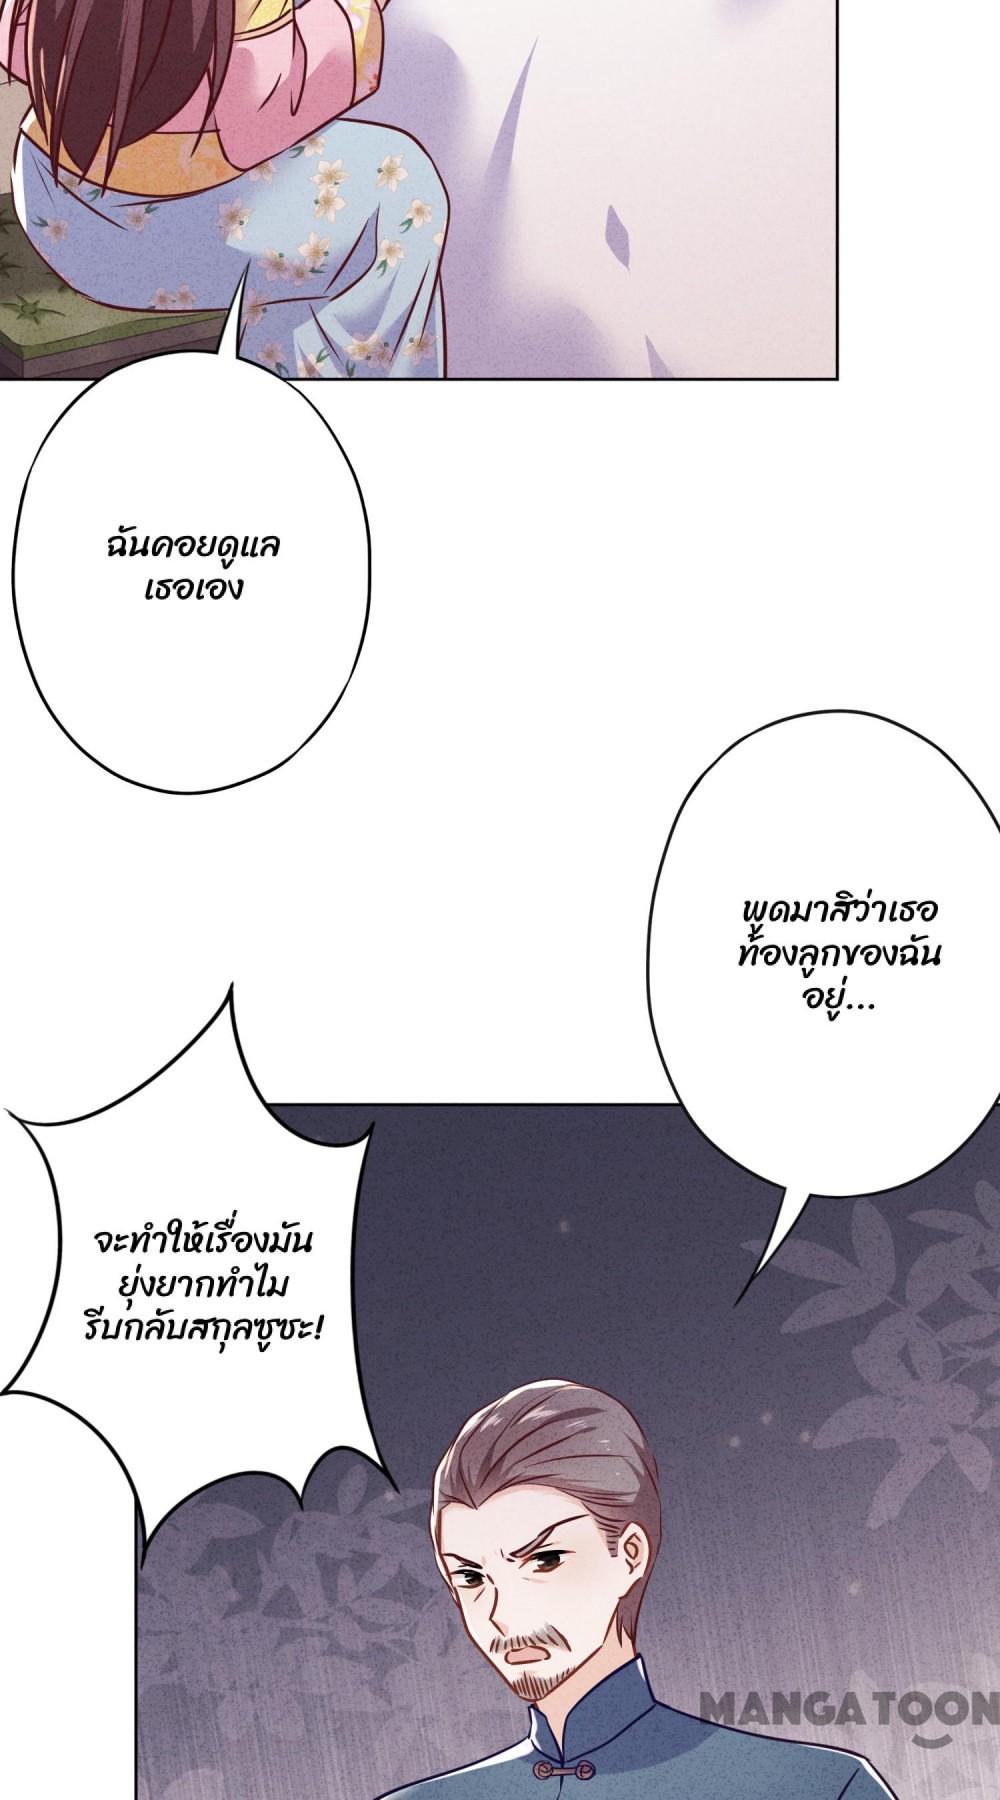 ฉันคอยดูแล
เธอเอง
พูดมาสิว่าเธอ
ท้องลูกของฉัน
อยู่...
จะทำให้เรื่องมัน
ยุ่งยากทำไม
รีบกลับสกุลซูซะ!
MANGATOON